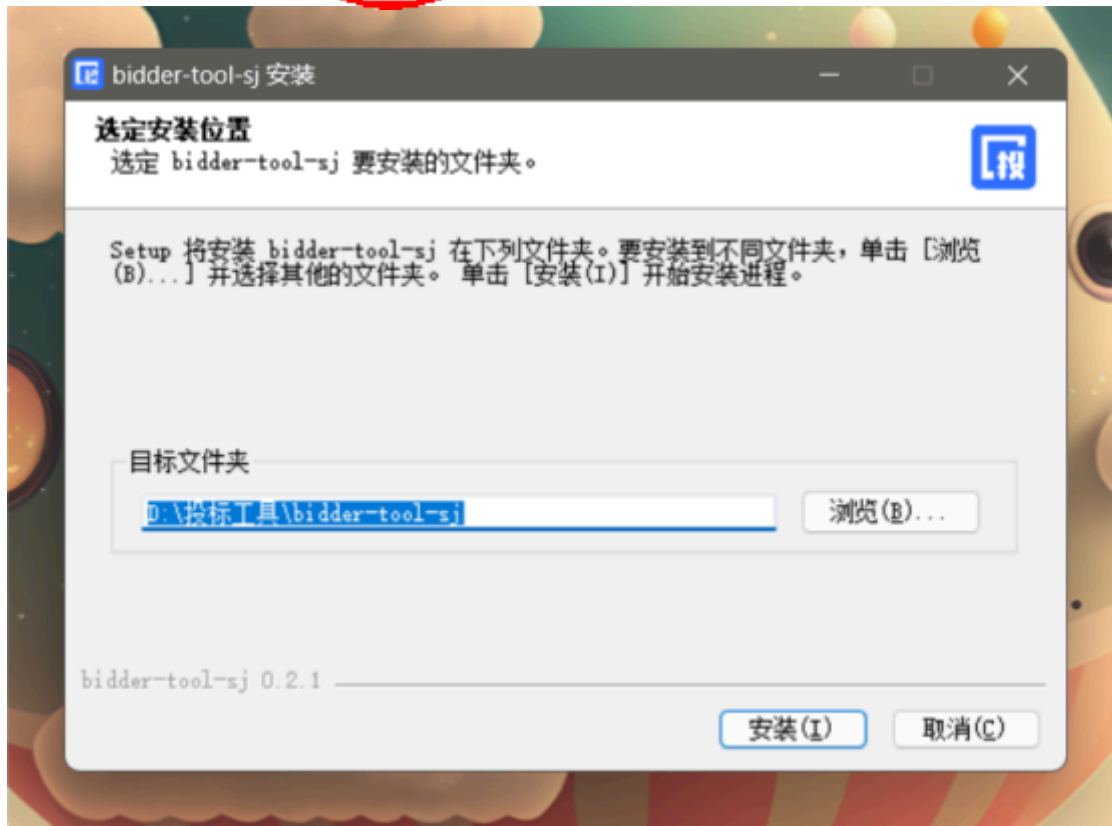 bidder-tool-sj 安装
选定安装位置
选定 bidder-tool-sj 要安装的文件夹。
投
Setup 将安装 bidder-tool-sj 在下列文件夹。要安装到不同文件夹，单击 [浏览
(B)...] 并选择其他的文件夹。 单击 [安装(I)] 开始安装进程。
目标文件夹
D:\投标工具\bidder-tool-sj
浏览(B)...
bidder-tool-sj 0.2.1
安装(I)
取消(C)